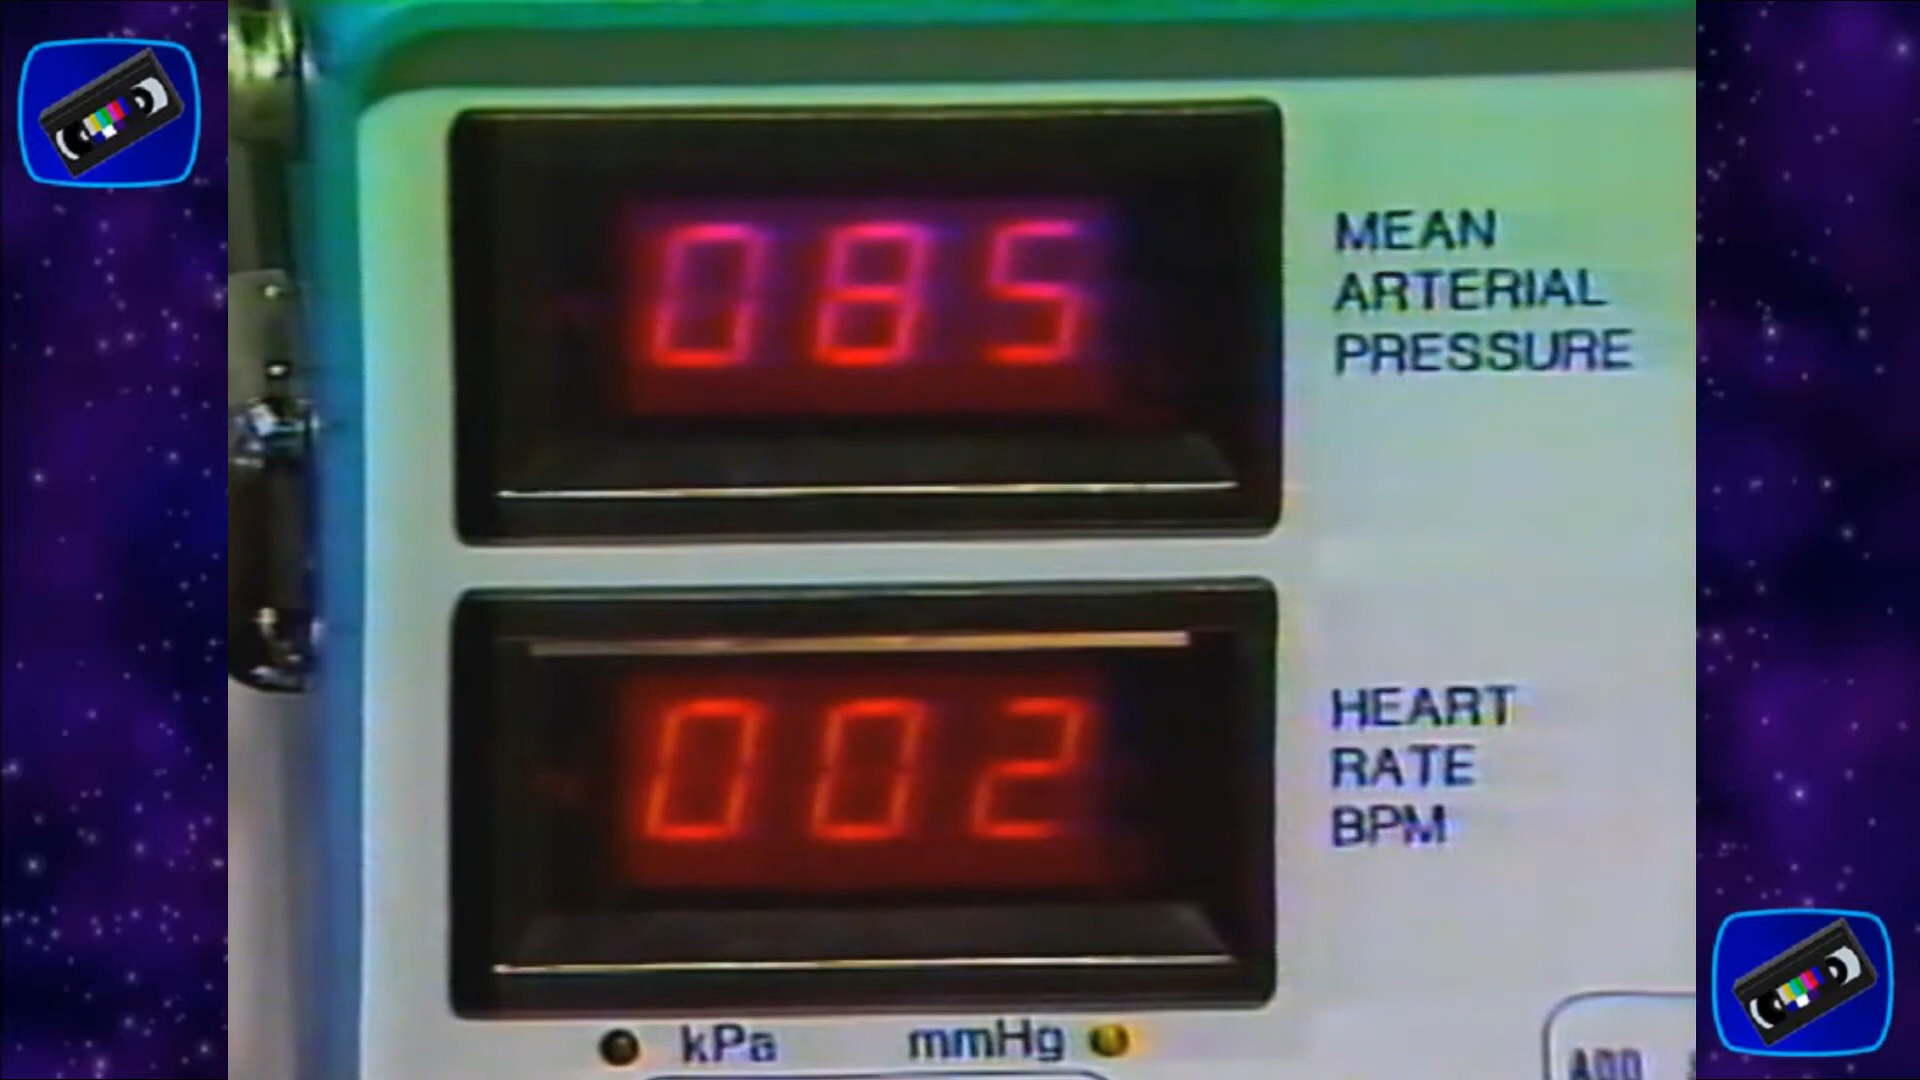 085
MEAN
ARTERIAL
PRESSURE
002
HEART
RATE
BPM
kPa mmHg